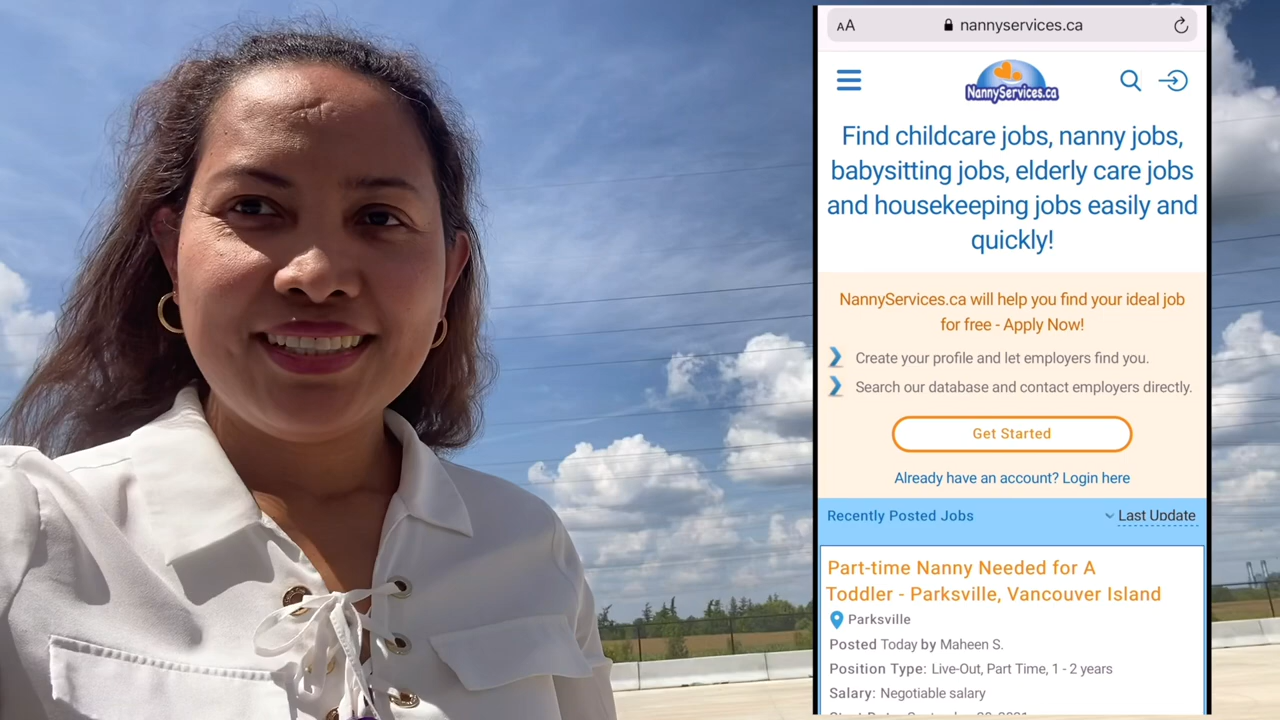 AA nannyservices.ca
NannyServices.ca
Find childcare jobs, nanny jobs,
babysitting jobs, elderly care jobs
and housekeeping jobs easily and
quickly!
NannyServices.ca will help you find your ideal job
for free - Apply Now!
Create your profile and let employers find you.
Search our database and contact employers directly.
Get Started
Already have an account? Login here
Recently Posted Jobs
Last Update
Part-time Nanny Needed for A
Toddler - Parksville, Vancouver Island
Parksville
Posted Today by Maheen S.
Position Type: Live-Out, Part Time, 1 - 2 years
Salary: Negotiable salary